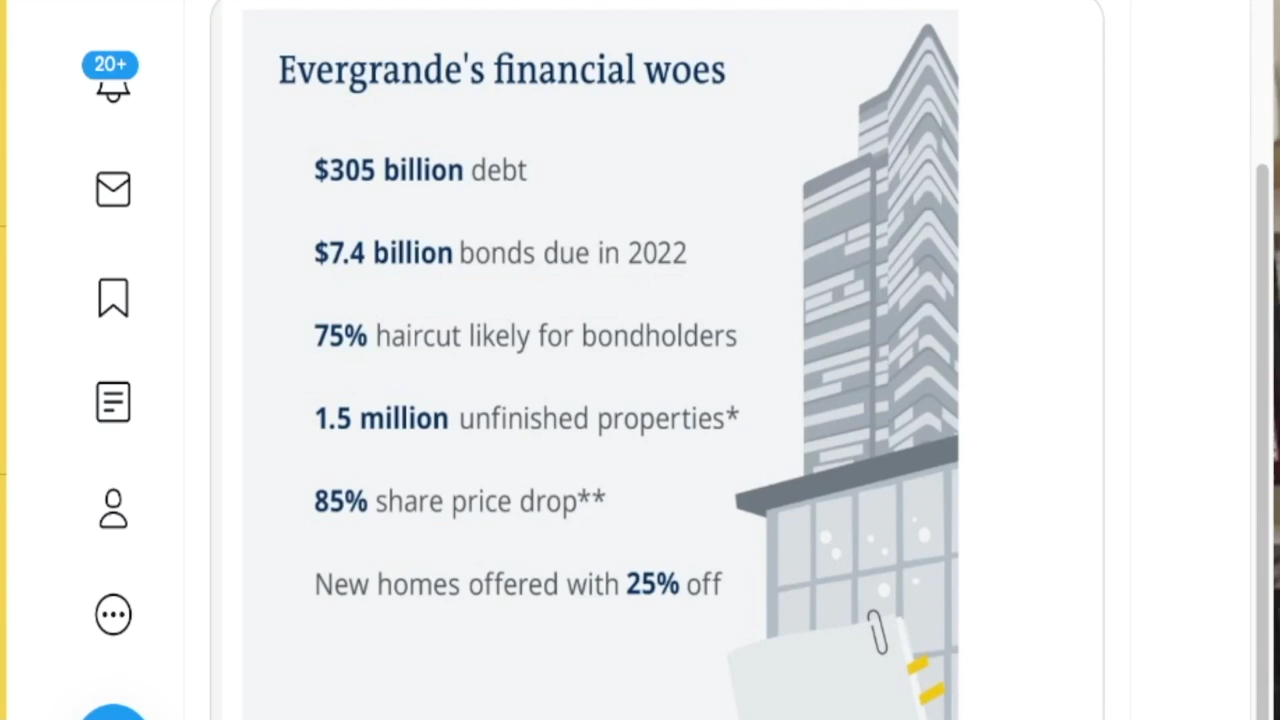 20+
Evergrande's financial woes
$305 billion debt
$7.4 billion bonds due in 2022
75% haircut likely for bondholders
1.5 million unfinished properties*
85% share price drop**
New homes offered with 25% off